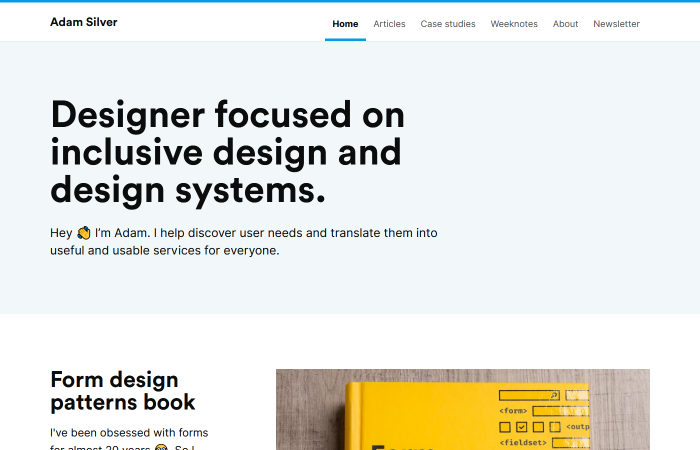 Adam Silver
Home Articles Case studies Weeknotes About Newsletter
Designer focused on
inclusive design and
design systems.
Hey 👋 I'm Adam. I help discover user needs and translate them into
useful and usable services for everyone.
Form design
patterns book
I've been obsessed with forms
for almost 20 years 😂. So I
<form>
<outp
<fieldset>